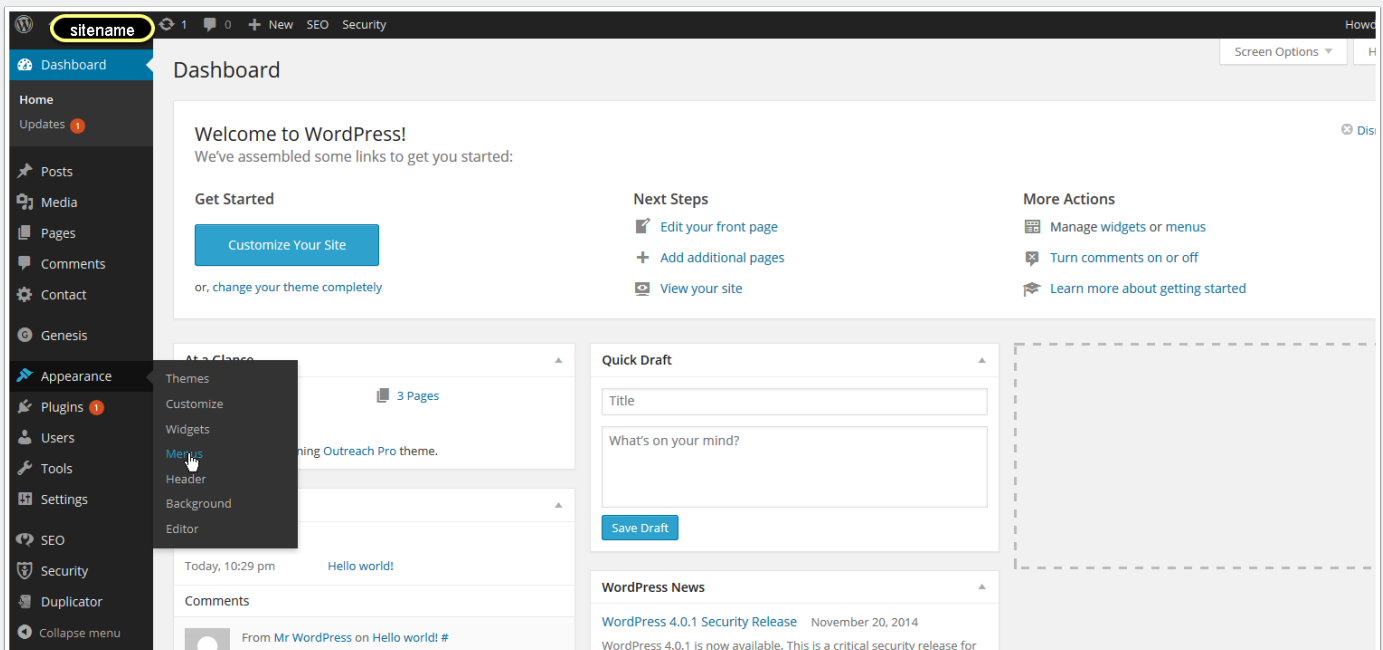 sitename 1 0 New SEO Security Howd
Screen Options H
Dashboard
Home
Updates 1
Posts
Media
Pages
Comments
Contact
Genesis
Appearance
Plugins 1
Users
Tools
Settings
SEO
Security
Duplicator
Collapse menu
Themes
Customize
Widgets
Menus
Header
Background
Editor
Dashboard
Welcome to WordPress!
Dis
We've assembled some links to get you started:
Get Started
Customize Your Site
or, change your theme completely
Next Steps
Edit your front page
Add additional pages
View your site
More Actions
Manage widgets or menus
Turn comments on or off
Learn more about getting started
At a Glance
3 Pages
ning Outreach Pro theme.
Today, 10:29 pm Hello world!
Comments
From Mr WordPress on Hello world! #
Quick Draft
Title
What's on your mind?
Save Draft
WordPress News
WordPress 4.0.1 Security Release November 20, 2014
WordPress 4.0.1 is now available. This is a critical security release for